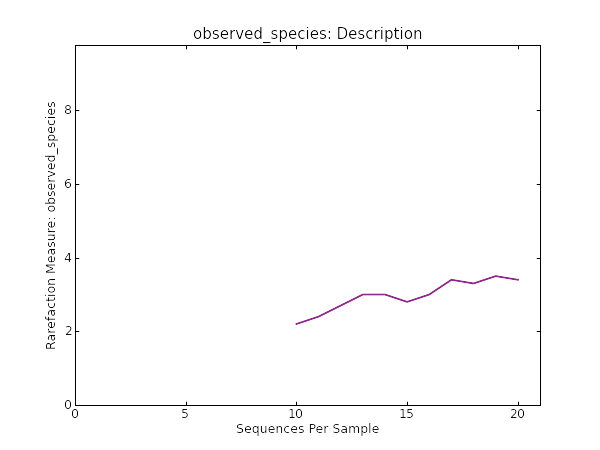 observed_species: Description
Rarefaction Measure: observed_species
8
6
4
2
0
0 5 10 15 20
Sequences Per Sample